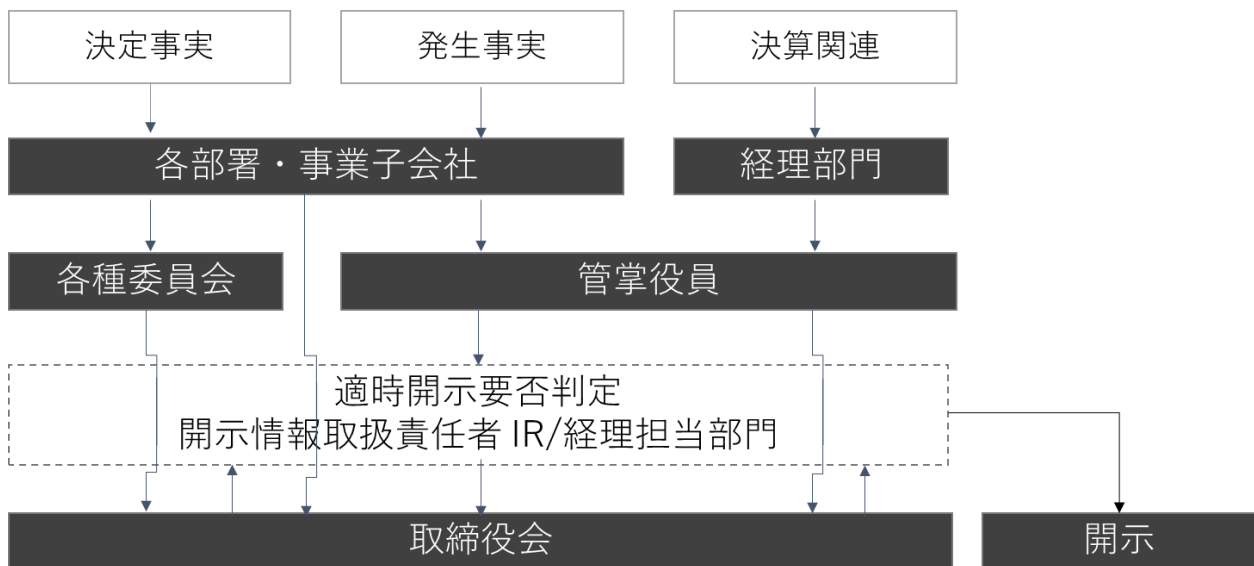 決定事実
発生事実
決算関連
各部署・事業子会社
経理部門
各種委員会
管掌役員
適時開示要否判定
開示情報取扱責任者 IR/経理担当部門
取締役会
開示